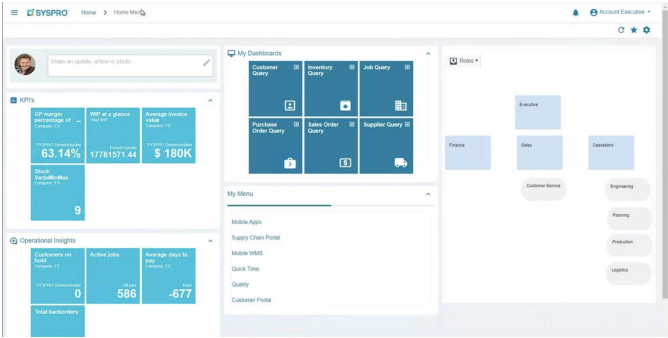 SYSPRO
Home > Home Menu
Account Executive
Share an update, article or photo...
KPI's
GP margin percentage of ...
Company: FS
SYSPRO Demonstration
63.14%
WIP at a glance
Total WIP
Period Current
17761571.44
Average invoice value
Company: FS
SYSPRO Demonstration
$ 180K
Stock VartoMinMax
Company: FS
9
Operational Insights
Customers on hold
Company: FS
SYSPRO Demonstration
0
Active jobs
All jobs
586
Average days to pay
Company: FS
Days
-677
Total backorders
My Dashboards
Customer Query
Inventory Query
Job Query
Purchase Order Query
Sales Order Query
Supplier Query
My Menu
Mobile Apps
Supply Chain Portal
Mobile WMS
Quick Time
Quality
Customer Portal
Roles
Executive
Finance
Sales
Operations
Customer Service
Engineering
Planning
Production
Logistics